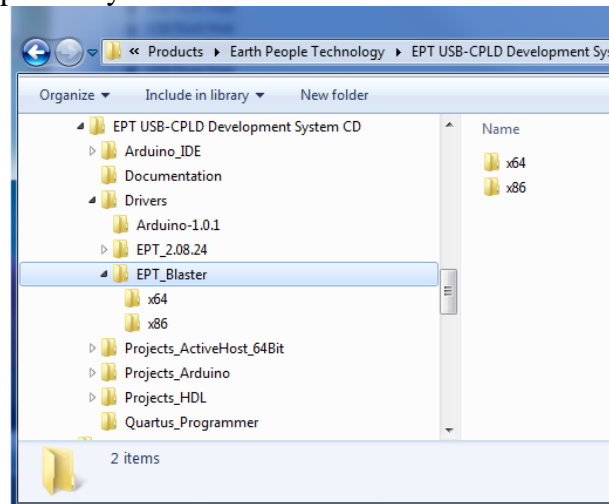 « Products ▸ Earth People Technology ▸ EPT USB-CPLD Development Sy
Organize ▾ Include in library ▾ New folder
EPT USB-CPLD Development System CD
Arduino_IDE
Documentation
Drivers
Arduino-1.0.1
EPT_2.08.24
EPT_Blaster
x64
x86
Projects_ActiveHost_64Bit
Projects_Arduino
Projects_HDL
Quartus_Programmer
Name
x64
x86
2 items